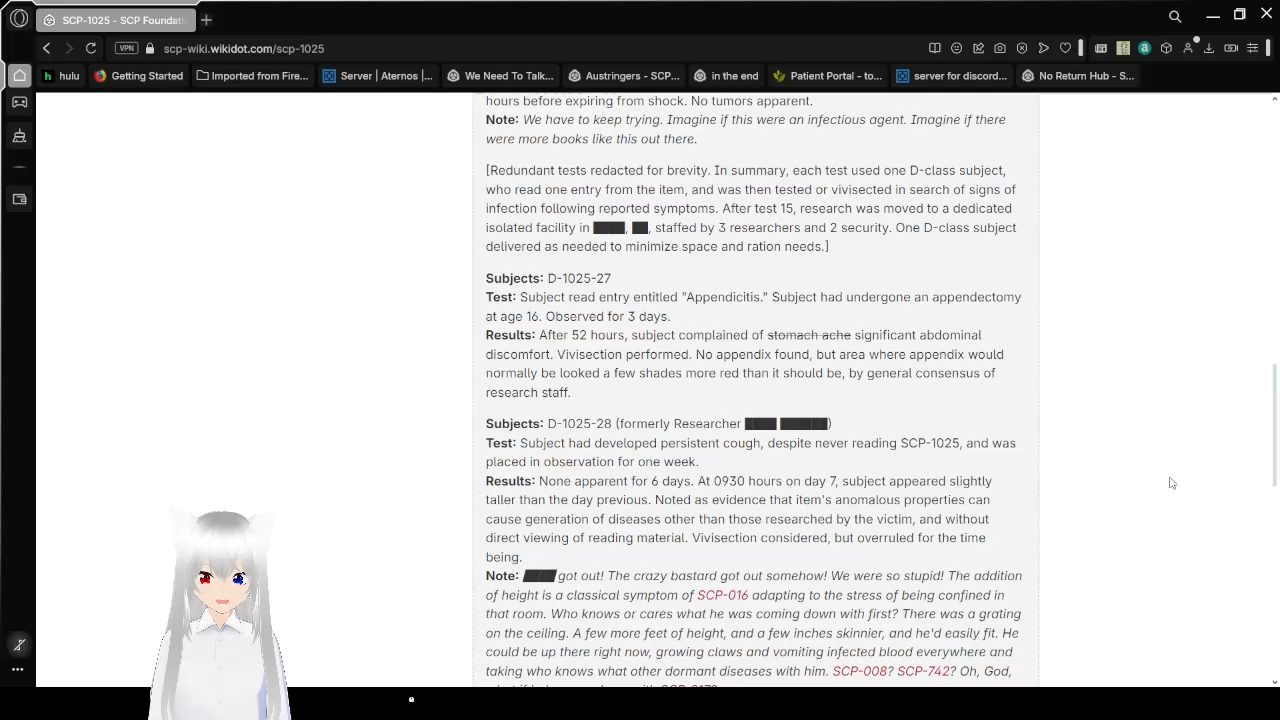 SCP-1025 - SCP Foundati
VPN
scp-wiki.wikidot.com/scp-1025
h hulu
Getting Started
Imported from Fire...
Server | Aternos |...
We Need To Talk...
Austringers - SCP...
in the end
Patient Portal - to...
server for discord...
No Return Hub - S...
hours before expiring from shock. No tumors apparent.
Note: We have to keep trying. Imagine if this were an infectious agent. Imagine if there
were more books like this out there.
[Redundant tests redacted for brevity. In summary, each test used one D-class subject,
who read one entry from the item, and was then tested or vivisected in search of signs of
infection following reported symptoms. After test 15, research was moved to a dedicated
isolated facility in ████, ██, staffed by 3 researchers and 2 security. One D-class subject
delivered as needed to minimize space and ration needs.]
Subjects: D-1025-27
Test: Subject read entry entitled "Appendicitis." Subject had undergone an appendectomy
at age 16. Observed for 3 days.
Results: After 52 hours, subject complained of stomach ache significant abdominal
discomfort. Vivisection performed. No appendix found, but area where appendix would
normally be looked a few shades more red than it should be, by general consensus of
research staff.
Subjects: D-1025-28 (formerly Researcher ████ ██████)
Test: Subject had developed persistent cough, despite never reading SCP-1025, and was
placed in observation for one week.
Results: None apparent for 6 days. At 0930 hours on day 7, subject appeared slightly
taller than the day previous. Noted as evidence that item's anomalous properties can
cause generation of diseases other than those researched by the victim, and without
direct viewing of reading material. Vivisection considered, but overruled for the time
being.
Note: ████ got out! The crazy bastard got out somehow! We were so stupid! The addition
of height is a classical symptom of SCP-016 adapting to the stress of being confined in
that room. Who knows or cares what he was coming down with first? There was a grating
on the ceiling. A few more feet of height, and a few inches skinnier, and he'd easily fit. He
could be up there right now, growing claws and vomiting infected blood everywhere and
taking who knows what other dormant diseases with him. SCP-008? SCP-742? Oh, God,